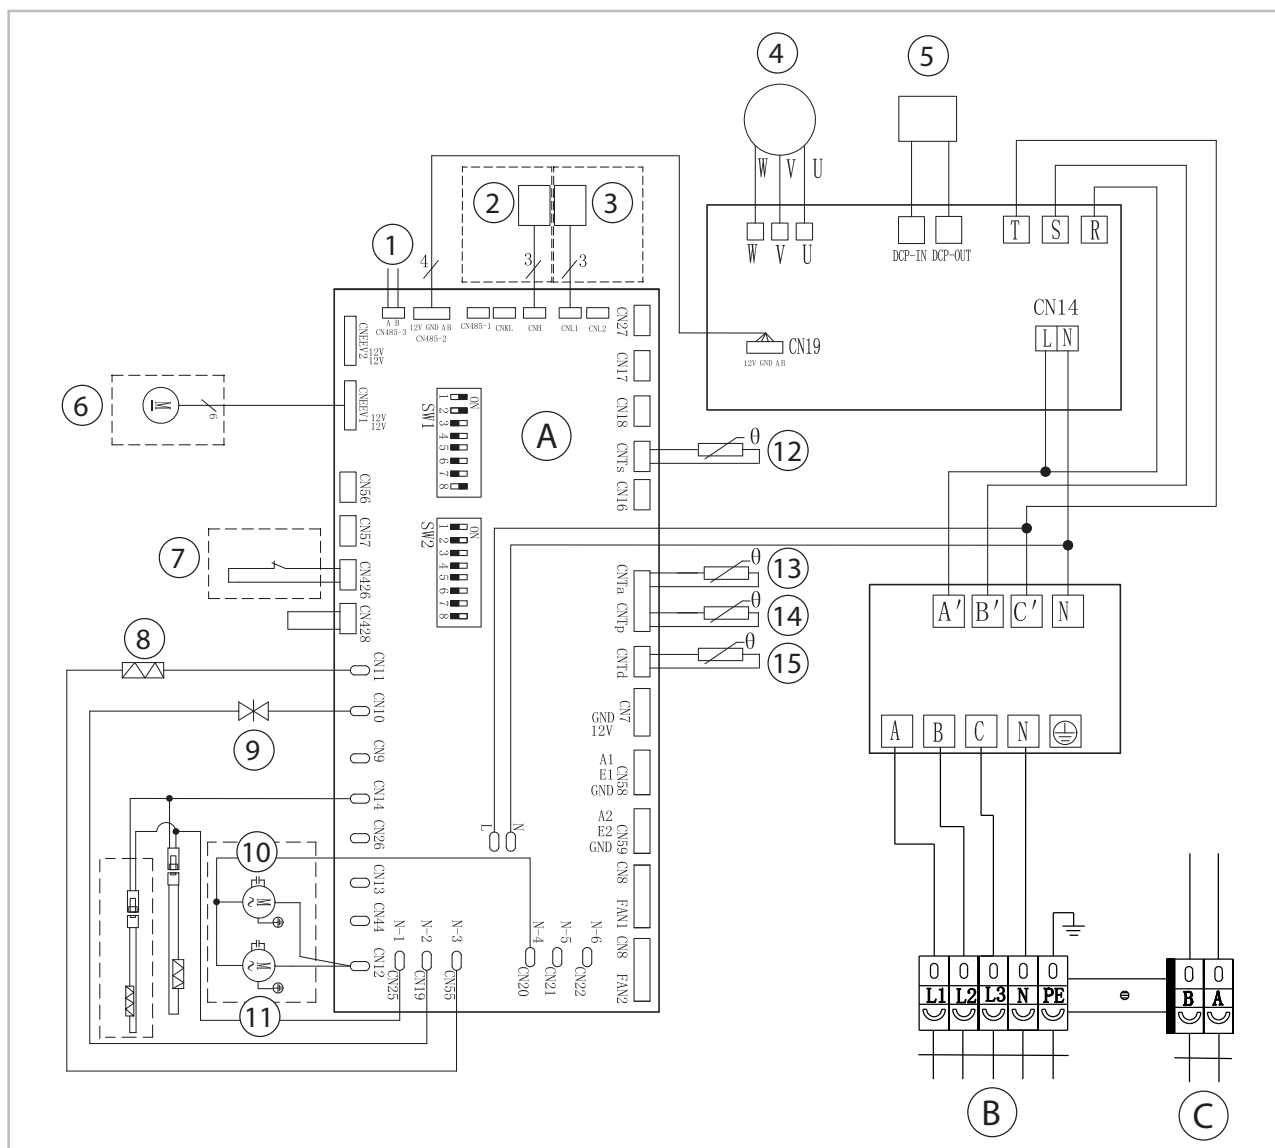 4
5
W V U
T S R
W V U
DCP-IN DCP-OUT
2
3
1
4
3
3
A B
CN485-3
12V GND A B
CN485-2
CN485-1
CNKL
CNH
CNL1
CNL2
CN27
CN14
L N
CN19
12V GND A B
CNEEV2
12V
12V
CN17
6
M
6
CNEEV1
12V
12V
SW1
ON
1
2
3
4
5
6
7
8
A
CN18
CNTs
θ
12
CN16
CN56
CN57
SW2
ON
1
2
3
4
5
6
7
8
7
CN426
CN428
CNTa
θ
13
CNTp
θ
14
CNTd
θ
15
A' B' C' N
8
CN11
CN10
9
CN9
CN7
GND
12V
A B C N
A1
E1
GND
CN58
CN14
CN26
L
N
A2
E2
GND
CN59
10
M
~
CN13
CN44
CN8
FAN1
M
~
CN12
11
N-1
CN25
N-2
CN19
N-3
CN55
N-4
CN20
N-5
CN21
N-6
CN22
CN8
FAN2
L1 L2 L3 N PE
B A
B
C